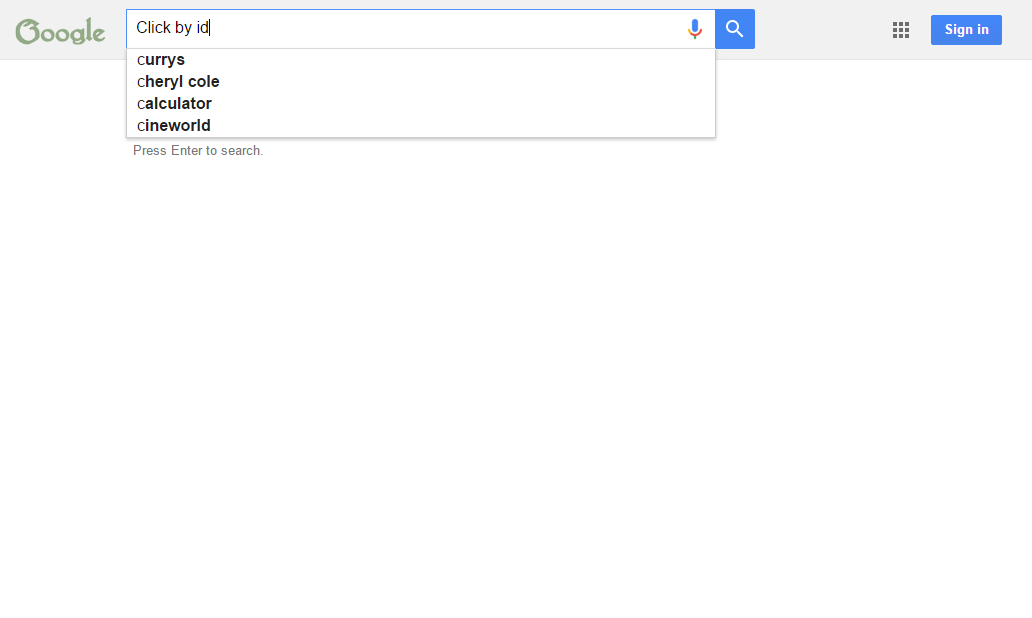 Google
Click by id
Sign in
currys
cheryl cole
calculator
cineworld
Press Enter to search.